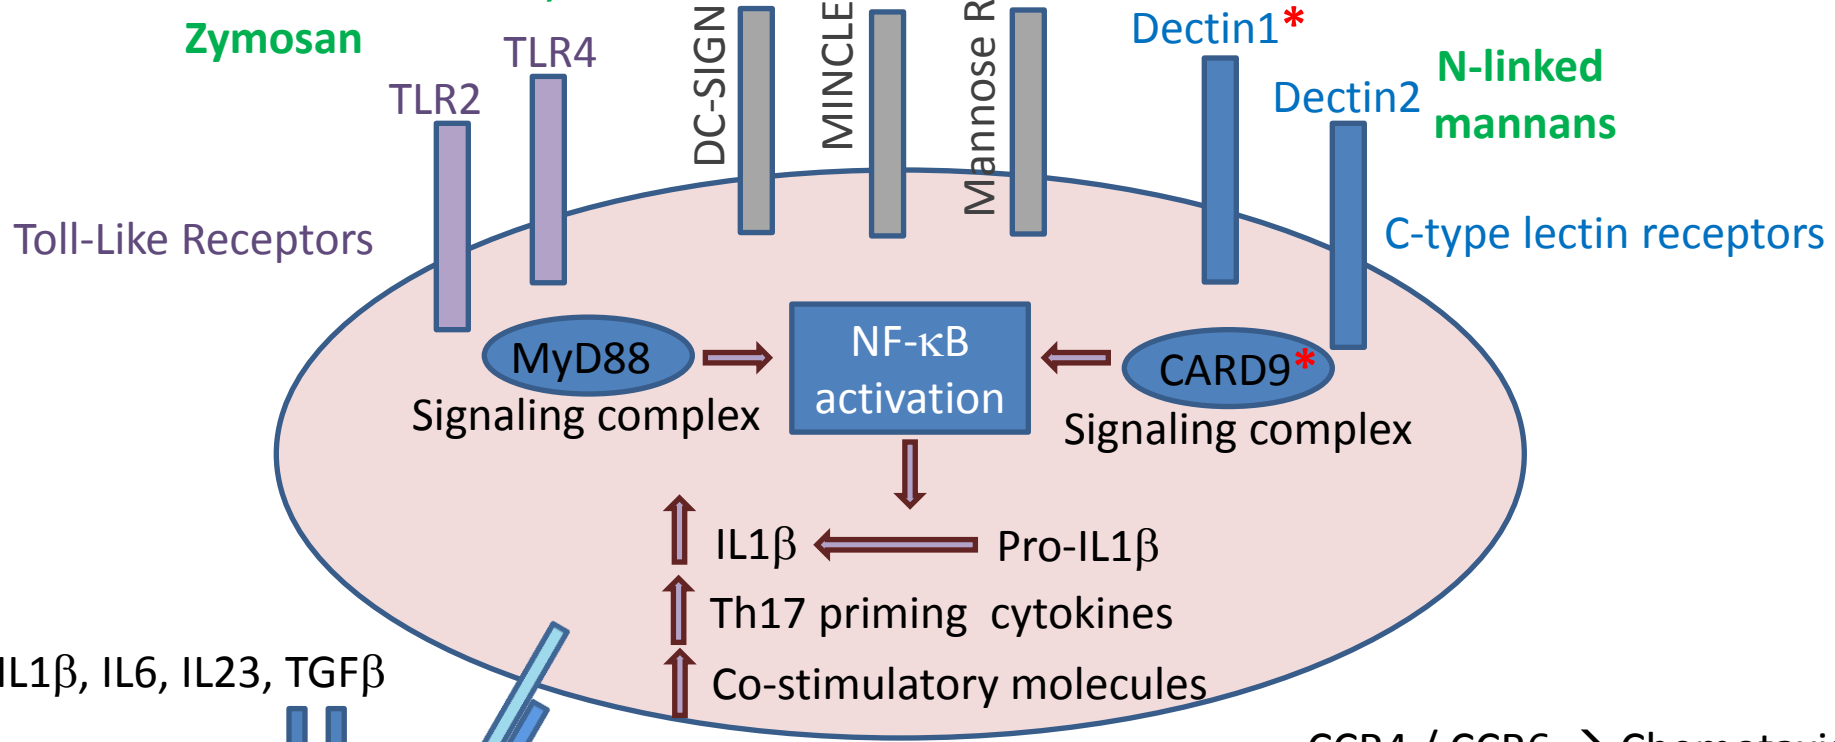 Zymosan
TLR4
TLR2
DC-SIGN
MINCLE
Mannose R
Dectin1*
Dectin2
N-linked
mannans
Toll-Like Receptors
C-type lectin receptors
MyD88
Signaling complex
NF-κB
activation
CARD9*
Signaling complex
IL1β
Pro-IL1β
Th17 priming cytokines
Co-stimulatory molecules
IL1β, IL6, IL23, TGFβ